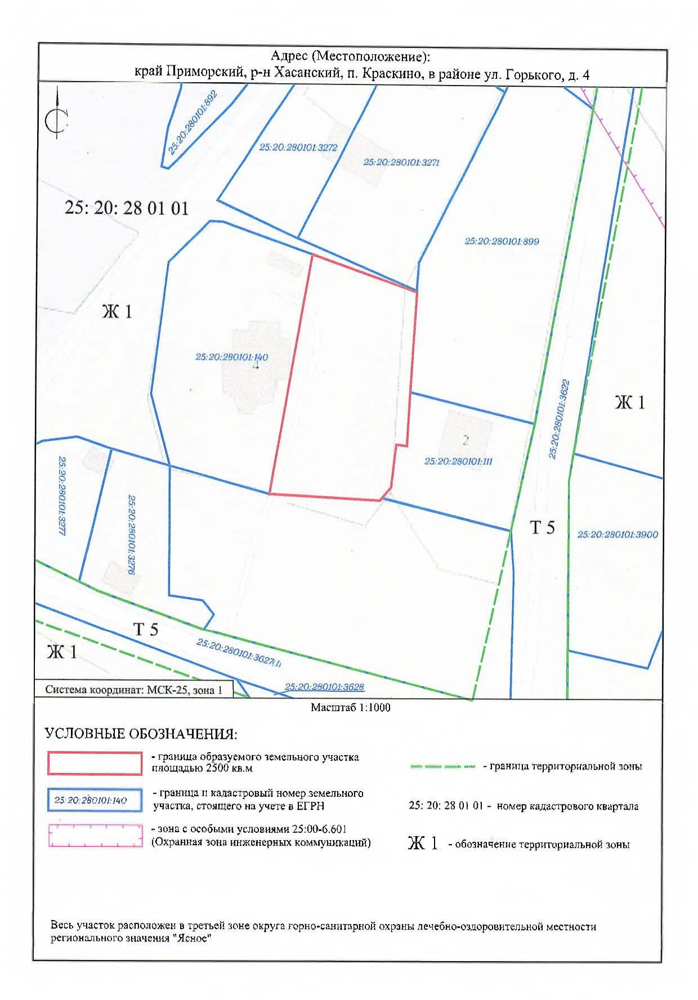 Адрес (Местоположение):
край Приморский, р-н Хасанский, п. Краскино, в районе ул. Горького, д. 4
25:20:280101:892
25:20:280101:3272
25:20:280101:3271
25: 20: 28 01 01
25:20:280101:899
Ж 1
25:20:280101:140
4
25:20:280101:3622
Ж 1
2
25:20:280101:111
25:20:280101:3277
25:20:280101:3276
Т 5
25:20:280101:3900
Т 5
Ж 1
25:20:280101:3627(1)
25:20:280101:3628
Система координат: МСК-25, зона 1
Масштаб 1:1000
УСЛОВНЫЕ ОБОЗНАЧЕНИЯ:
- граница образуемого земельного участка
площадью 2500 кв.м
- граница территориальной зоны
25:20:280101:140
- граница и кадастровый номер земельного
участка, стоящего на учете в ЕГРН
25: 20: 28 01 01 - номер кадастрового квартала
- зона с особыми условиями 25:00-6.601
(Охранная зона инженерных коммуникаций)
Ж 1 - обозначение территориальной зоны
Весь участок расположен в третьей зоне округа горно-санитарной охраны лечебно-оздоровительной местности
регионального значения "Ясное"